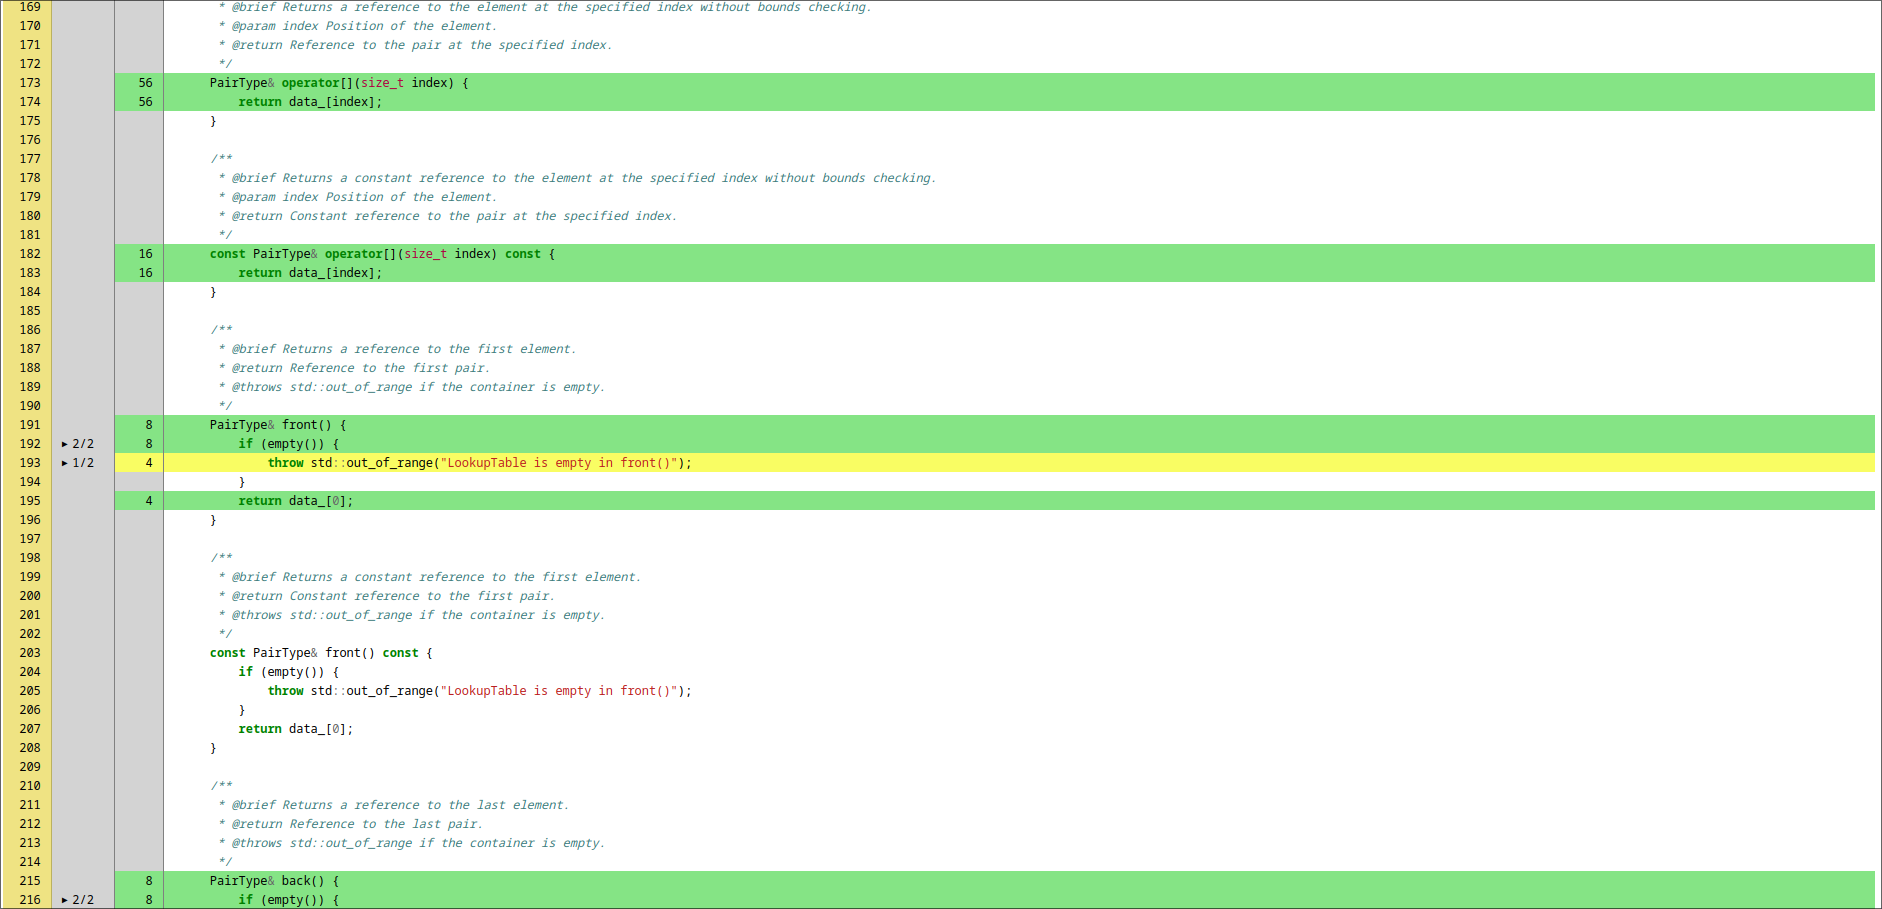 169 * @brief Returns a reference to the element at the specified index without bounds checking.
170 * @param index Position of the element.
171 * @return Reference to the pair at the specified index.
172 */
173 56 PairType& operator[](size_t index) {
174 56 return data_[index];
175 }
176
177 /**
178 * @brief Returns a constant reference to the element at the specified index without bounds checking.
179 * @param index Position of the element.
180 * @return Constant reference to the pair at the specified index.
181 */
182 16 const PairType& operator[](size_t index) const {
183 16 return data_[index];
184 }
185
186 /**
187 * @brief Returns a reference to the first element.
188 * @return Reference to the first pair.
189 * @throws std::out_of_range if the container is empty.
190 */
191 8 PairType& front() {
192 ▶ 2/2 8 if (empty()) {
193 ▶ 1/2 4 throw std::out_of_range("LookupTable is empty in front()");
194 }
195 4 return data_[0];
196 }
197
198 /**
199 * @brief Returns a constant reference to the first element.
200 * @return Constant reference to the first pair.
201 * @throws std::out_of_range if the container is empty.
202 */
203 const PairType& front() const {
204 if (empty()) {
205 throw std::out_of_range("LookupTable is empty in front()");
206 }
207 return data_[0];
208 }
209
210 /**
211 * @brief Returns a reference to the last element.
212 * @return Reference to the last pair.
213 * @throws std::out_of_range if the container is empty.
214 */
215 8 PairType& back() {
216 ▶ 2/2 8 if (empty()) {